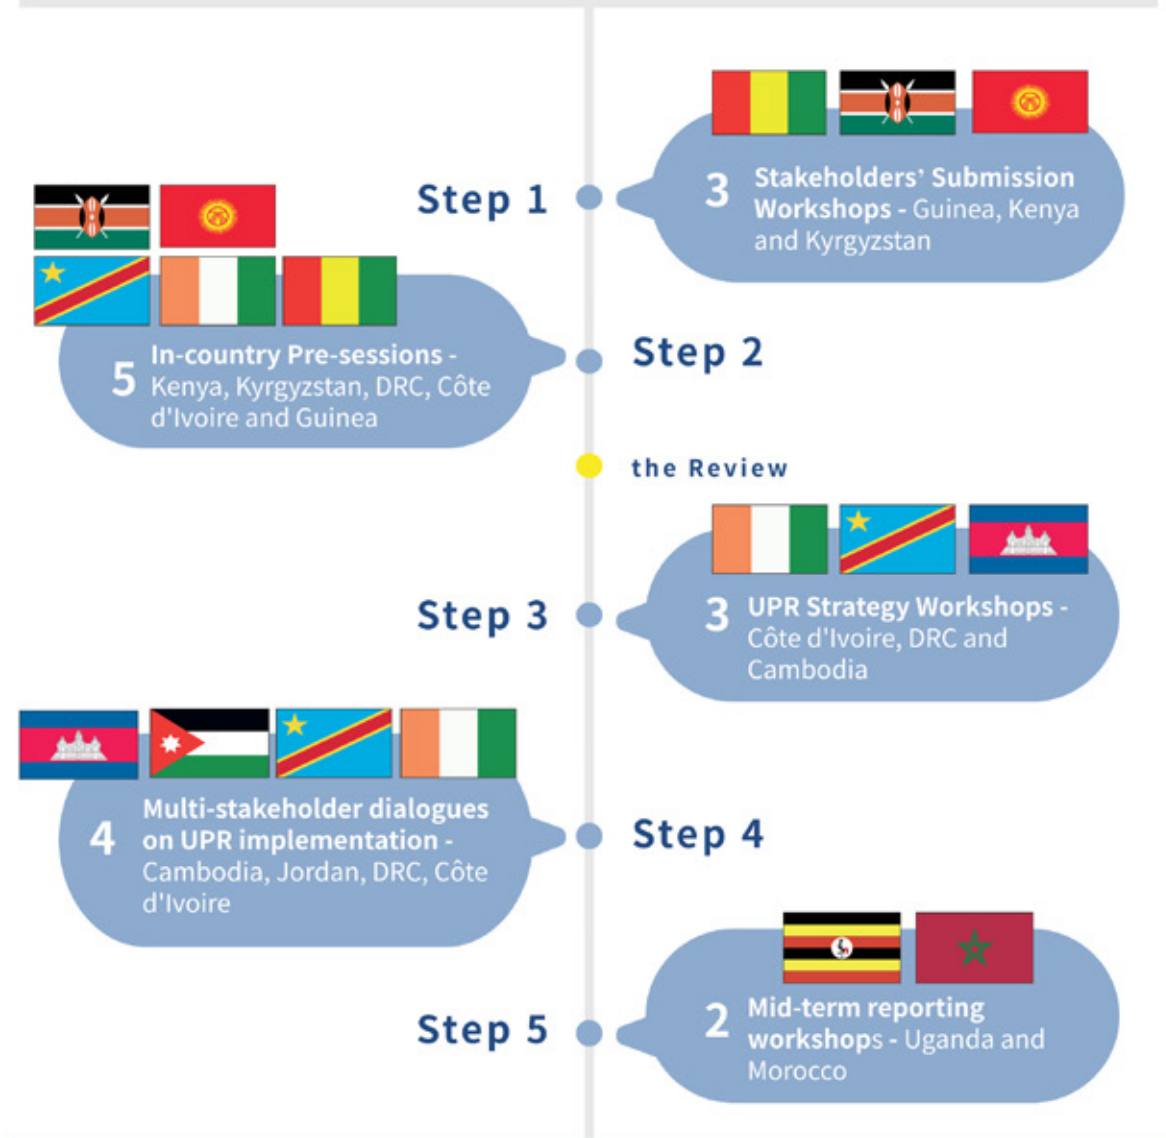 Step 1
3
Stakeholders’ Submission
Workshops - Guinea, Kenya
and Kyrgyzstan
Step 2
5
In-country Pre-sessions -
Kenya, Kyrgyzstan, DRC, Côte
d'Ivoire and Guinea
the Review
Step 3
3
UPR Strategy Workshops -
Côte d'Ivoire, DRC and
Cambodia
Step 4
4
Multi-stakeholder dialogues
on UPR implementation -
Cambodia, Jordan, DRC, Côte
d'Ivoire
Step 5
2
Mid-term reporting
workshops - Uganda and
Morocco